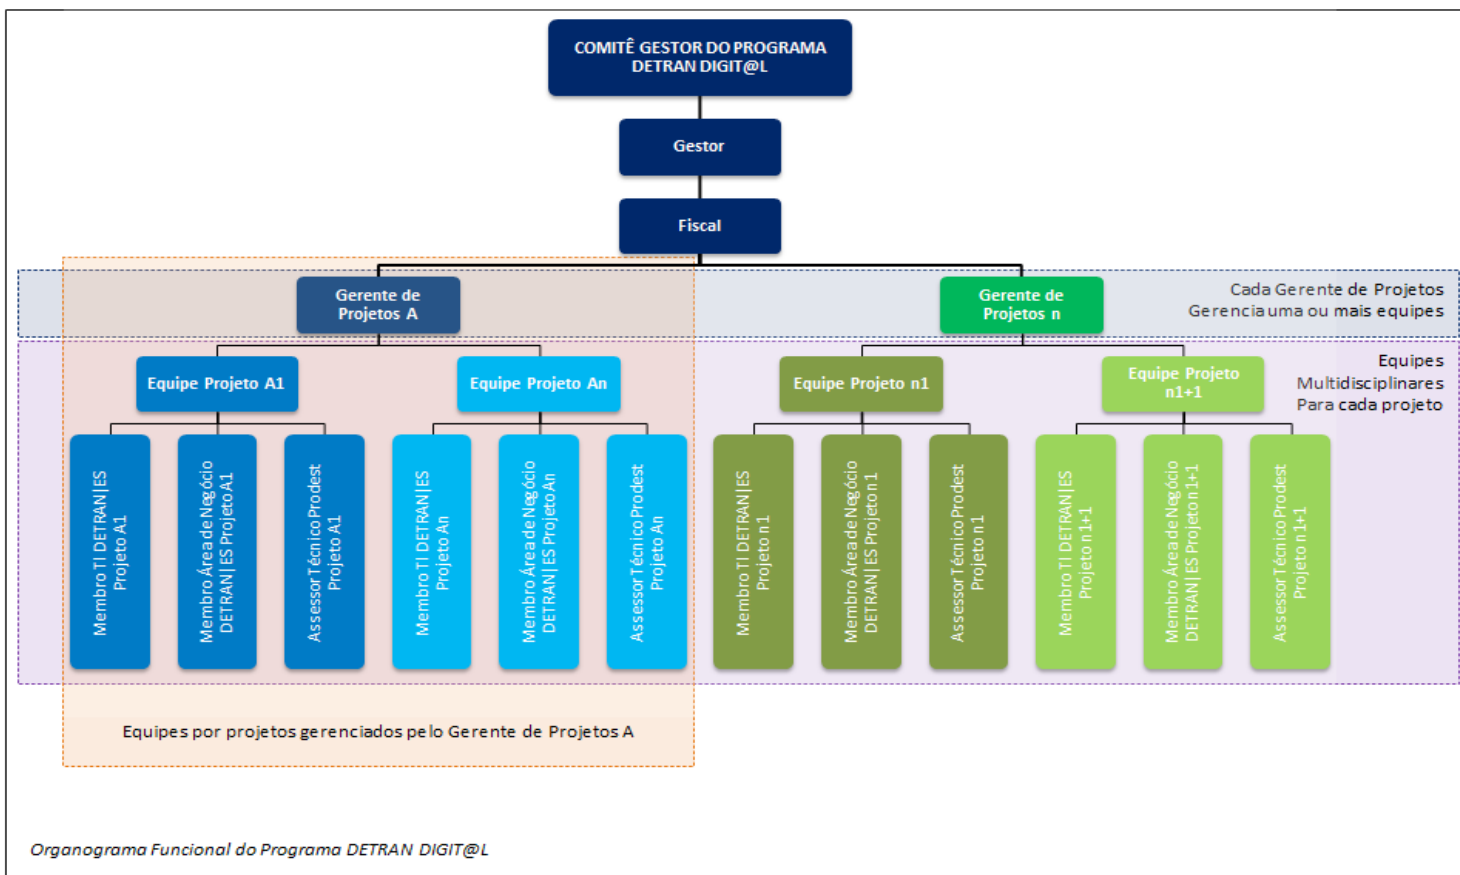 COMITÊ GESTOR DO PROGRAMA
DETRAN DIGIT@L
Gestor
Fiscal
Gerente de
Projetos A
Gerente de
Projetos n
Cada Gerente de Projetos
Gerencia uma ou mais equipes
Equipe Projeto A1
Equipe Projeto An
Equipe Projeto n1
Equipe Projeto
n1+1
Equipes
Multidisciplinares
Para cada projeto
Membro TI DETRAN|ES
Projeto A1
Membro Área de Negócio
DETRAN|ES Projeto A1
Assessor Técnico Prodest
Projeto A1
Membro TI DETRAN|ES
Projeto An
Membro Área de Negócio
DETRAN|ES Projeto An
Assessor Técnico Prodest
Projeto An
Membro TI DETRAN|ES
Projeto n1
Membro Área de Negócio
DETRAN|ES Projeto n1
Assessor Técnico Prodest
Projeto n1
Membro TI DETRAN|ES
Projeto n1+1
Membro Área de Negócio
DETRAN|ES Projeto n1+1
Assessor Técnico Prodest
Projeto n1+1
Equipes por projetos gerenciados pelo Gerente de Projetos A
Organograma Funcional do Programa DETRAN DIGIT@L